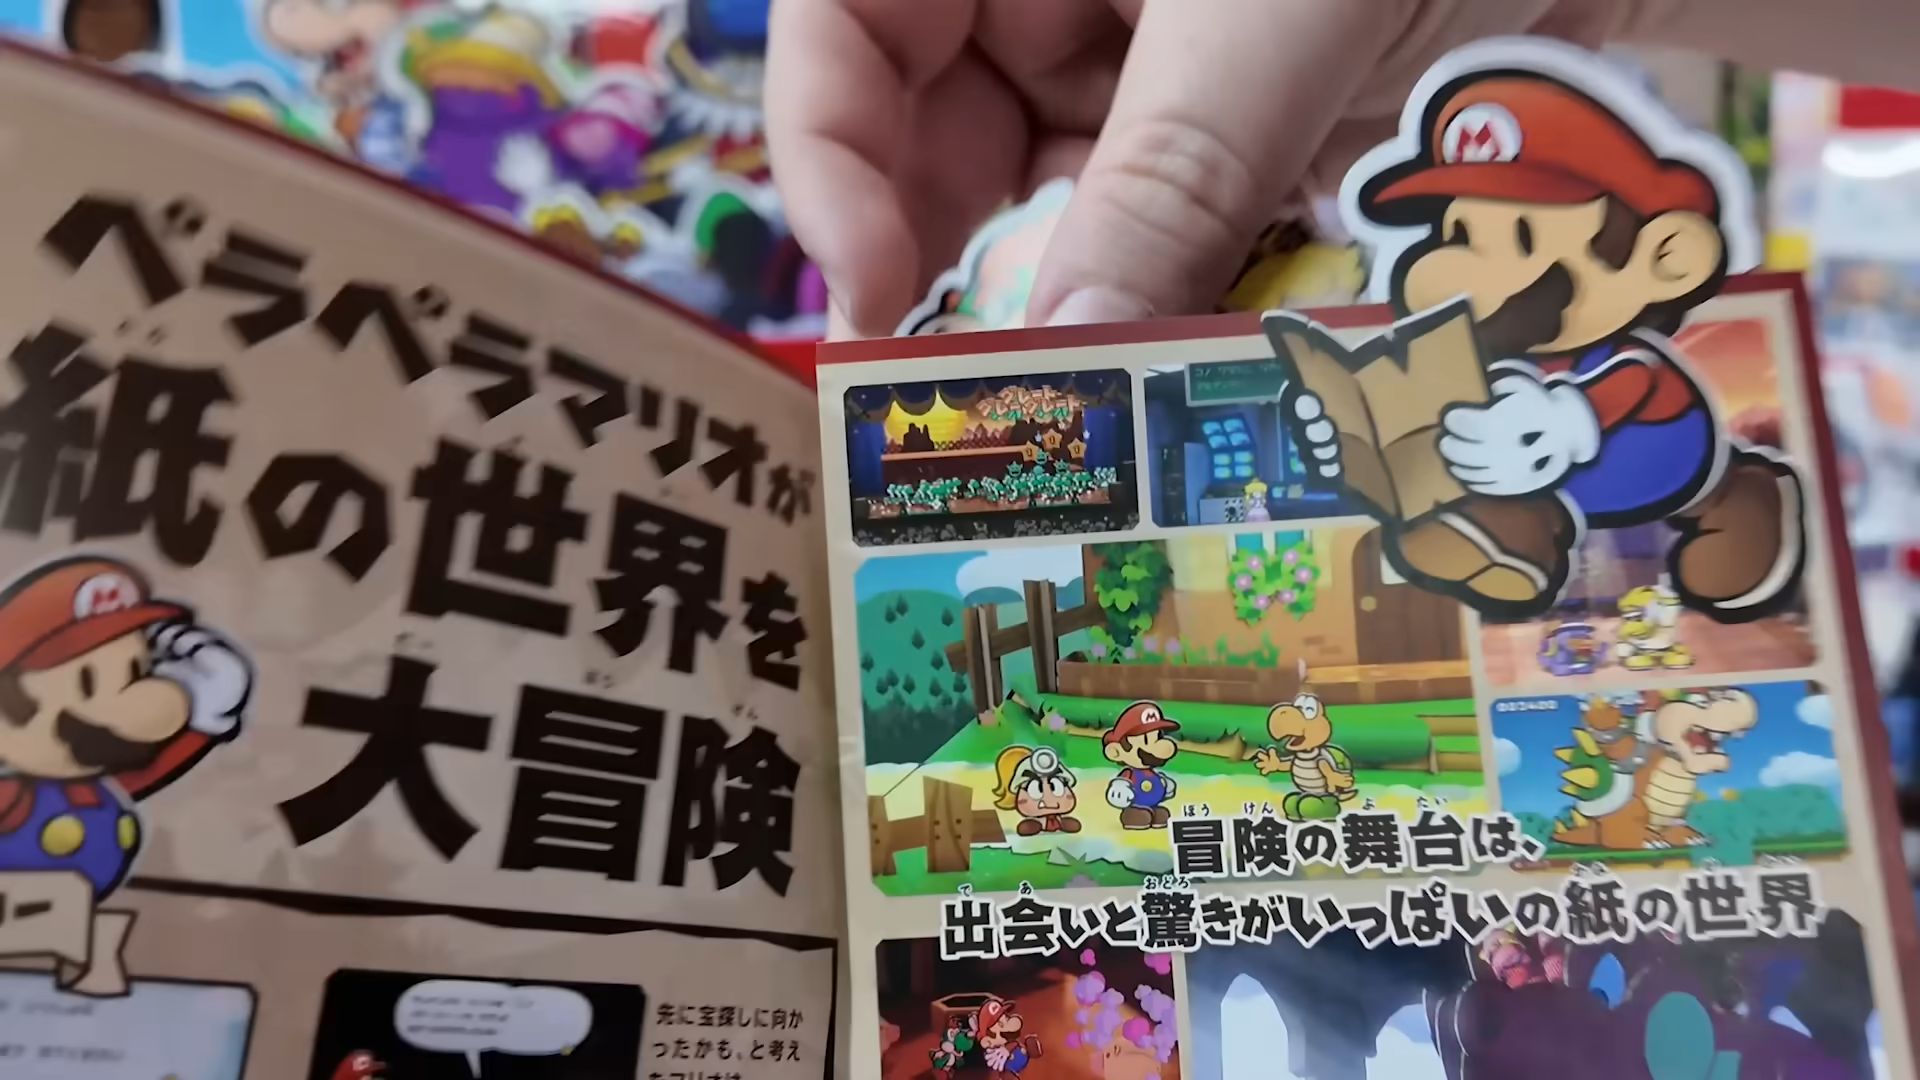 ペラペラマリオが
紙の世界を
大冒険
先に宝探しに向か
ったかも、と考え
冒険の舞台は、
出会いと驚きがいっぱいの紙の世界